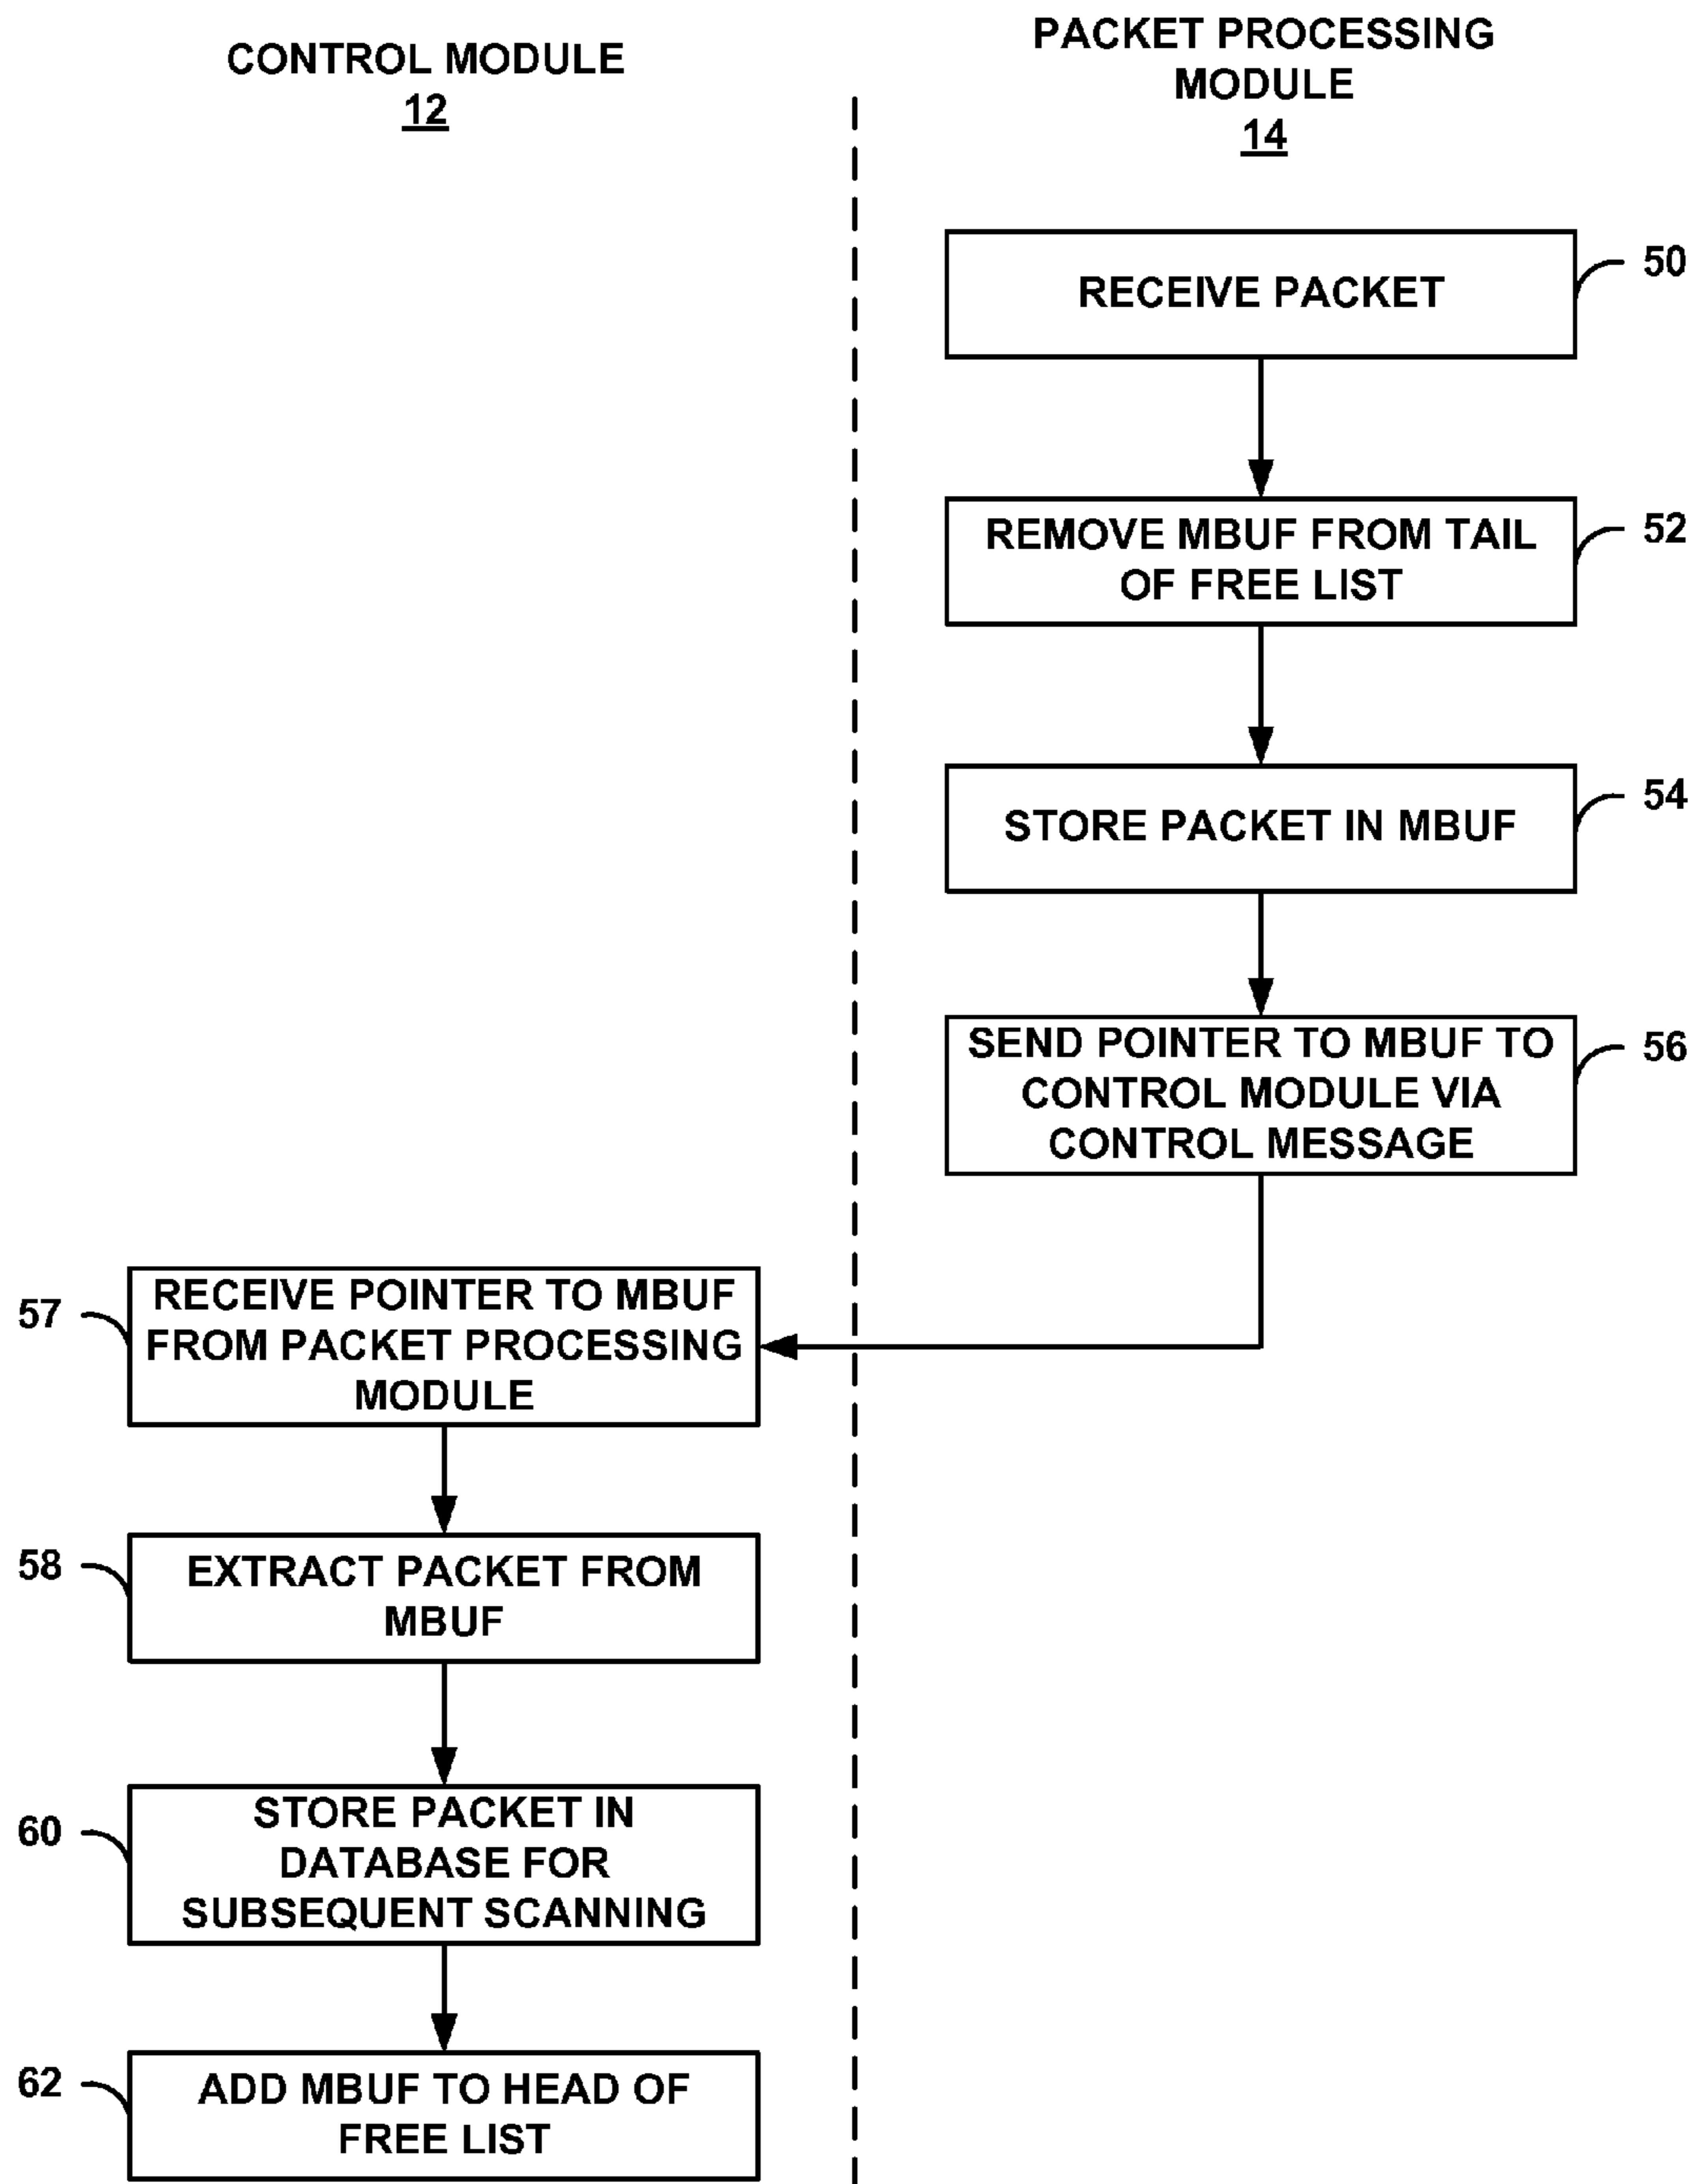 CONTROL MODULE
12
PACKET PROCESSING
MODULE
14
RECEIVE PACKET
50
REMOVE MBUF FROM TAIL
OF FREE LIST
52
STORE PACKET IN MBUF
54
SEND POINTER TO MBUF TO
CONTROL MODULE VIA
CONTROL MESSAGE
56
57
RECEIVE POINTER TO MBUF
FROM PACKET PROCESSING
MODULE
58
EXTRACT PACKET FROM
MBUF
60
STORE PACKET IN
DATABASE FOR
SUBSEQUENT SCANNING
62
ADD MBUF TO HEAD OF
FREE LIST